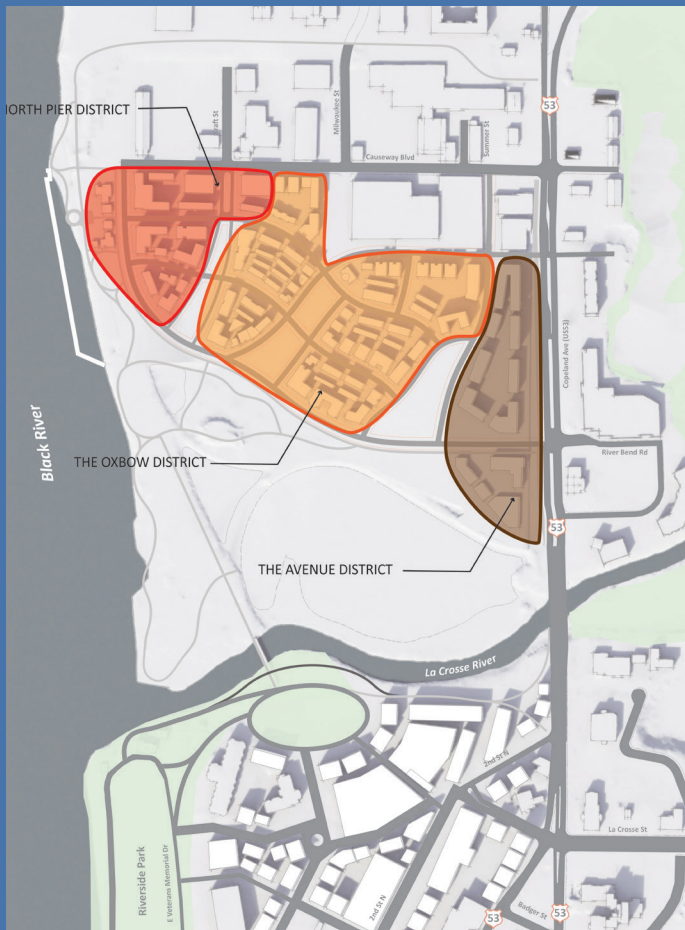 53
NORTH PIER DISTRICT
Milwaukee St
Summer St
Causeway Blvd
Copeland Ave (US53)
Black River
THE OXBOW DISTRICT
River Bend Rd
53
THE AVENUE DISTRICT
La Crosse River
2nd St N
La Crosse St
Riverside Park
E Veterans Memorial Dr
2nd St N
Badger St
53
53